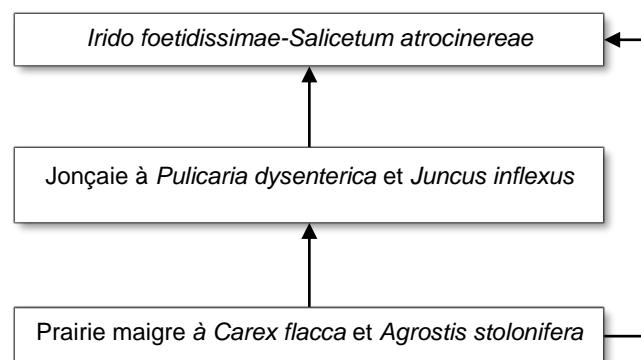 Irido foetidissimae-Salicetum atrocinereae
Jonçaie à Pulicaria dysenterica et Juncus inflexus
Prairie maigre à Carex flacca et Agrostis stolonifera